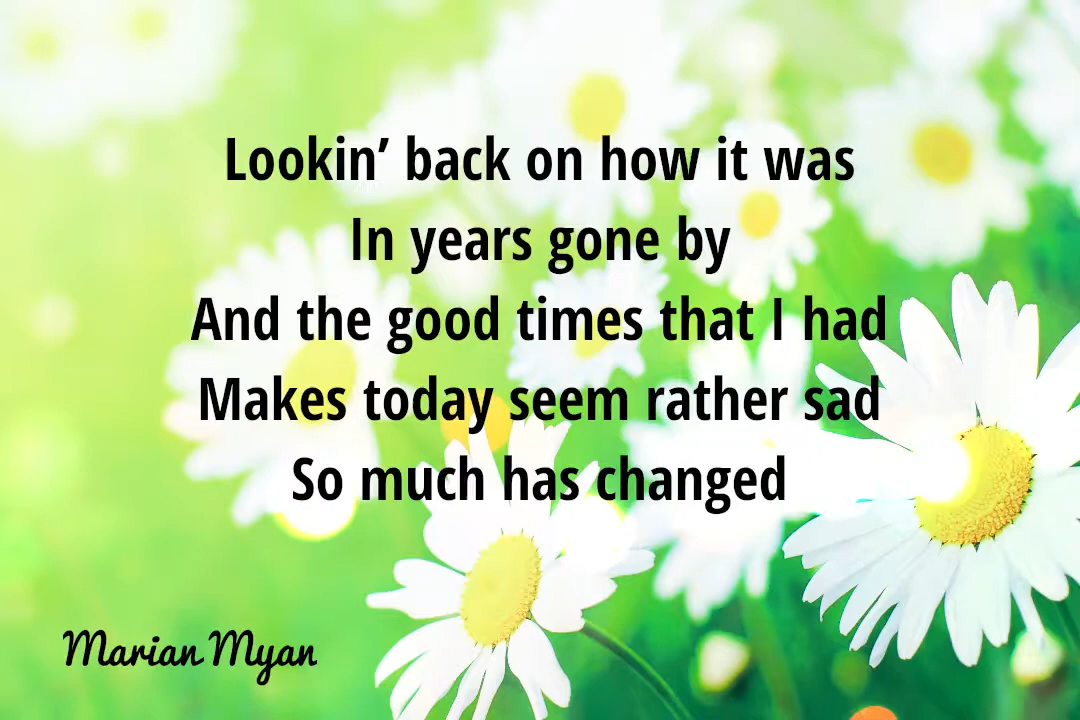 Lookin’ back on how it was
In years gone by
And the good times that I had
Makes today seem rather sad
So much has changed
Marian Myan